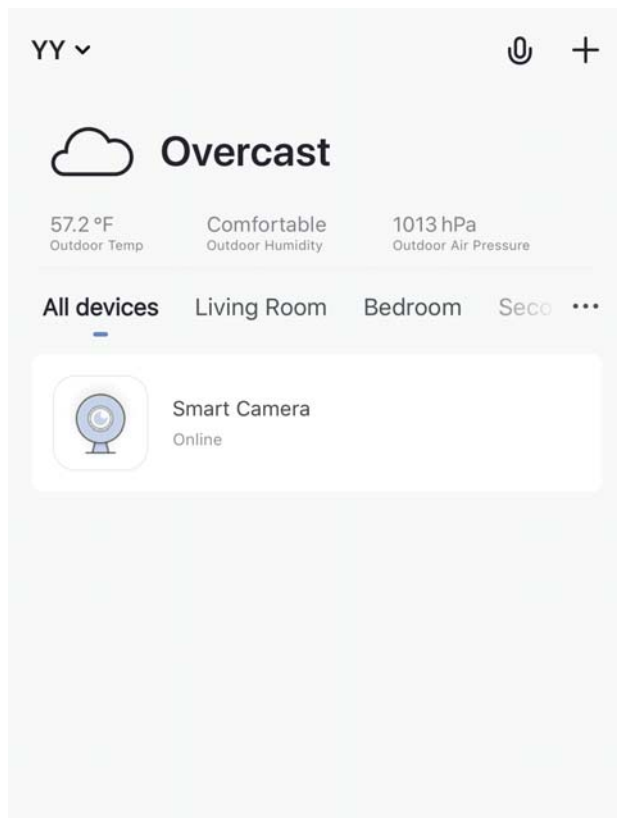 YY
Overcast
57.2 °F Comfortable 1013 hPa
Outdoor Temp Outdoor Humidity Outdoor Air Pressure
All devices Living Room Bedroom Seco ...
Smart Camera
Online